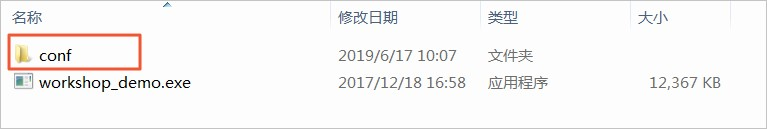 名称 修改日期 类型 大小
conf 2019/6/17 10:07 文件夹
workshop_demo.exe 2017/12/18 16:58 应用程序 12,367 KB